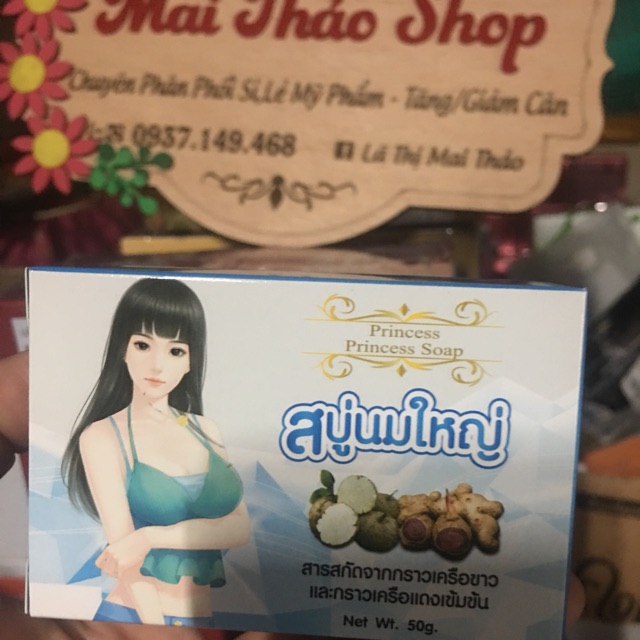 Mai Thảo Shop
Chuyên Phân Phối Sỉ,Lẻ Mỹ Phẩm - Tăng/Giảm Cân
0937.149.468
Lã Thị Mai Thảo
Princess
Princess Soap
สบู่นมใหญ่
สารสกัดจากกราวเครือขาว
และกราวเครือแดงเข้มข้น
Net Wt. 50g.